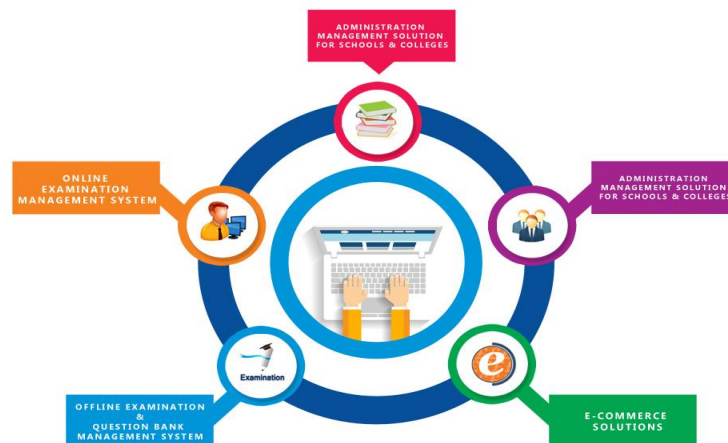 ADMINISTRATION
MANAGEMENT SOLUTION
FOR SCHOOLS & COLLEGES
ONLINE
EXAMINATION
MANAGEMENT SYSTEM
ADMINISTRATION
MANAGEMENT SOLUTION
FOR SCHOOLS & COLLEGES
Examination
e
OFFLINE EXAMINATION
&
QUESTION BANK
MANAGEMENT SYSTEM
E-COMMERCE
SOLUTIONS